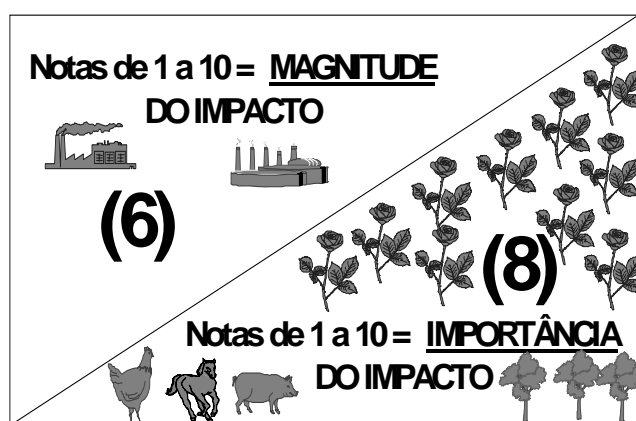 Notas de 1 a 10 = MAGNITUDE
DO IMPACTO
(6)
(8)
Notas de 1 a 10 = IMPORTÂNCIA
DO IMPACTO